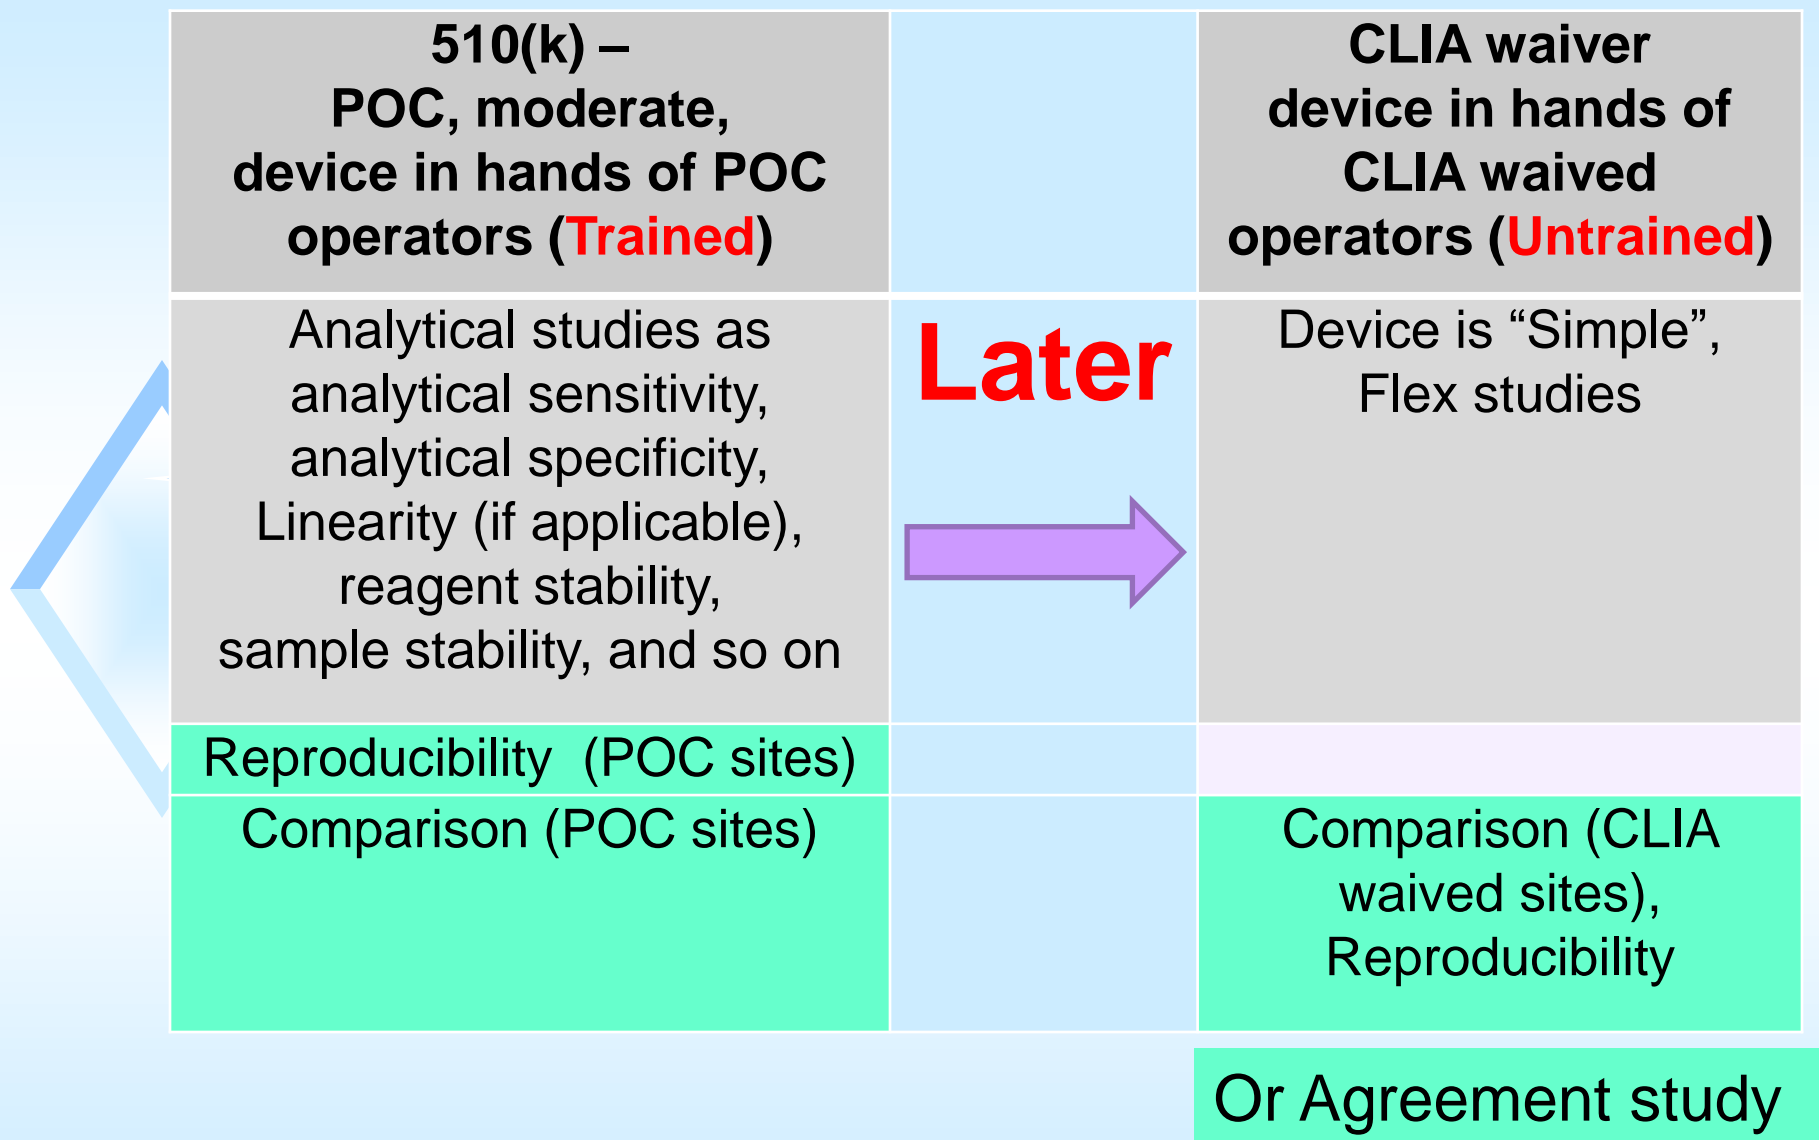 510(k) –
POC, moderate,
device in hands of POC
operators (Trained)
CLIA waiver
device in hands of
CLIA waived
operators (Untrained)
Analytical studies as
analytical sensitivity,
analytical specificity,
Linearity (if applicable),
reagent stability,
sample stability, and so on
Later
Device is “Simple”,
Flex studies
Reproducibility  (POC sites)
Comparison (POC sites)
Comparison (CLIA
waived sites),
Reproducibility
Or Agreement study